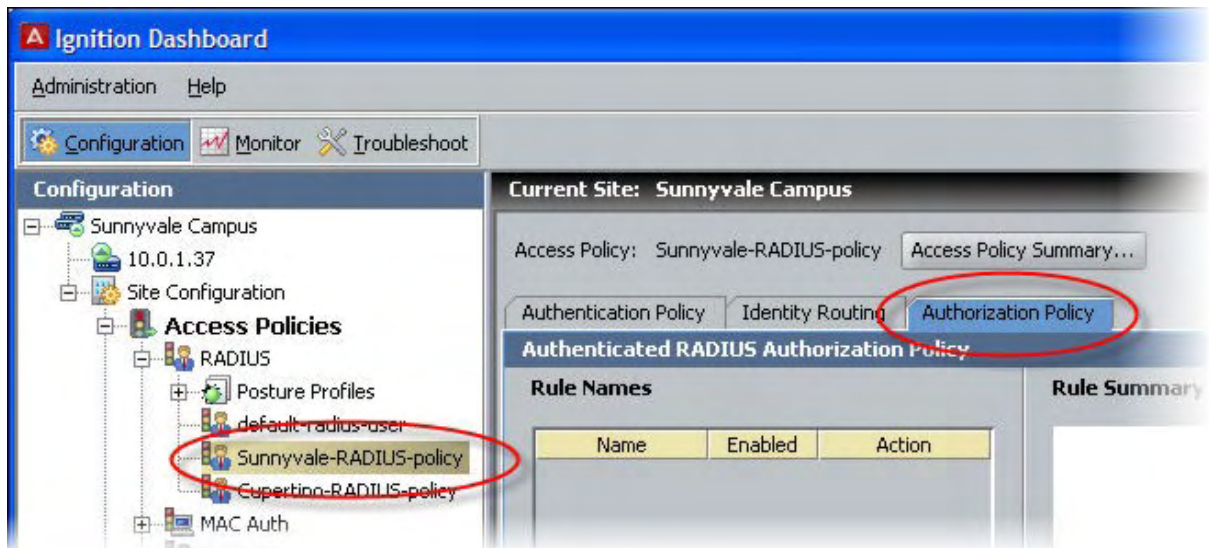 Ignition Dashboard
Administration Help
Configuration Monitor Troubleshoot
Configuration
Sunnyvale Campus
10.0.1.37
Site Configuration
Access Policies
RADIUS
Posture Profiles
default-radius-user
Sunnyvale-RADIUS-policy
Cupertino-RADIUS-policy
MAC Auth
Current Site: Sunnyvale Campus
Access Policy: Sunnyvale-RADIUS-policy Access Policy Summary...
Authentication Policy Identity Routing Authorization Policy
Authenticated RADIUS Authorization Policy
Rule Names Rule Summary
Name Enabled Action